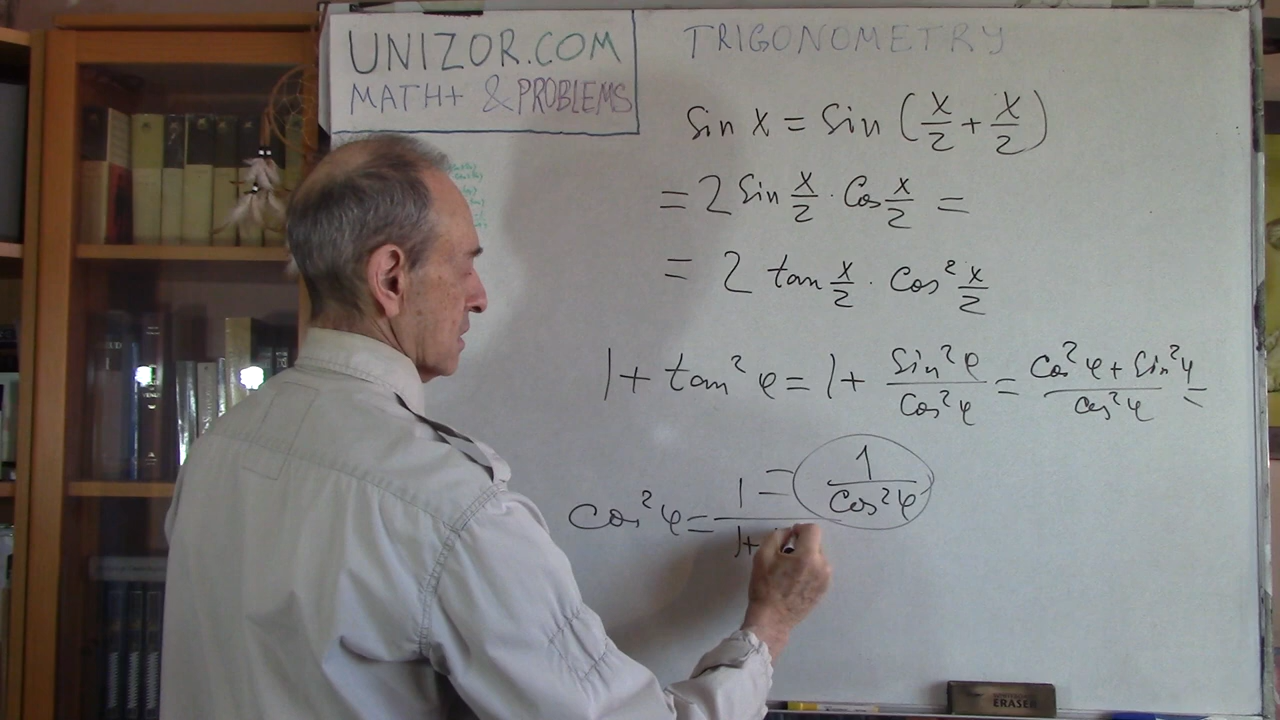 UNIZOR.COM
MATH+ & PROBLEMS
TRIGONOMETRY
Sin X = Sin (X/2 + X/2)
= 2 Sin X/2 · Cos X/2 =
= 2 tan X/2 · Cos² X/2
1 + tan² φ = 1 + Sin² φ / Cos² φ = Cos² φ + Sin² φ / Cos² φ =
= 1 / Cos² φ
Cos² φ = 1 / 1+
ERASER